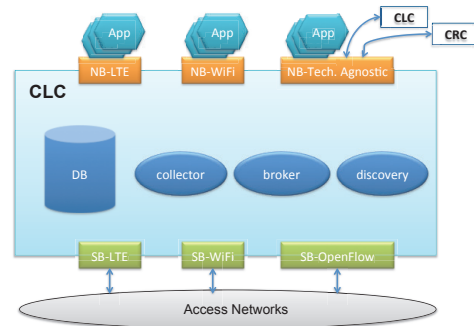 App
App
App
CLC
CRC
NB-LTE
NB-WiFi
NB-Tech. Agnostic
CLC
DB
collector
broker
discovery
SB-LTE
SB-WiFi
SB-OpenFlow
Access Networks